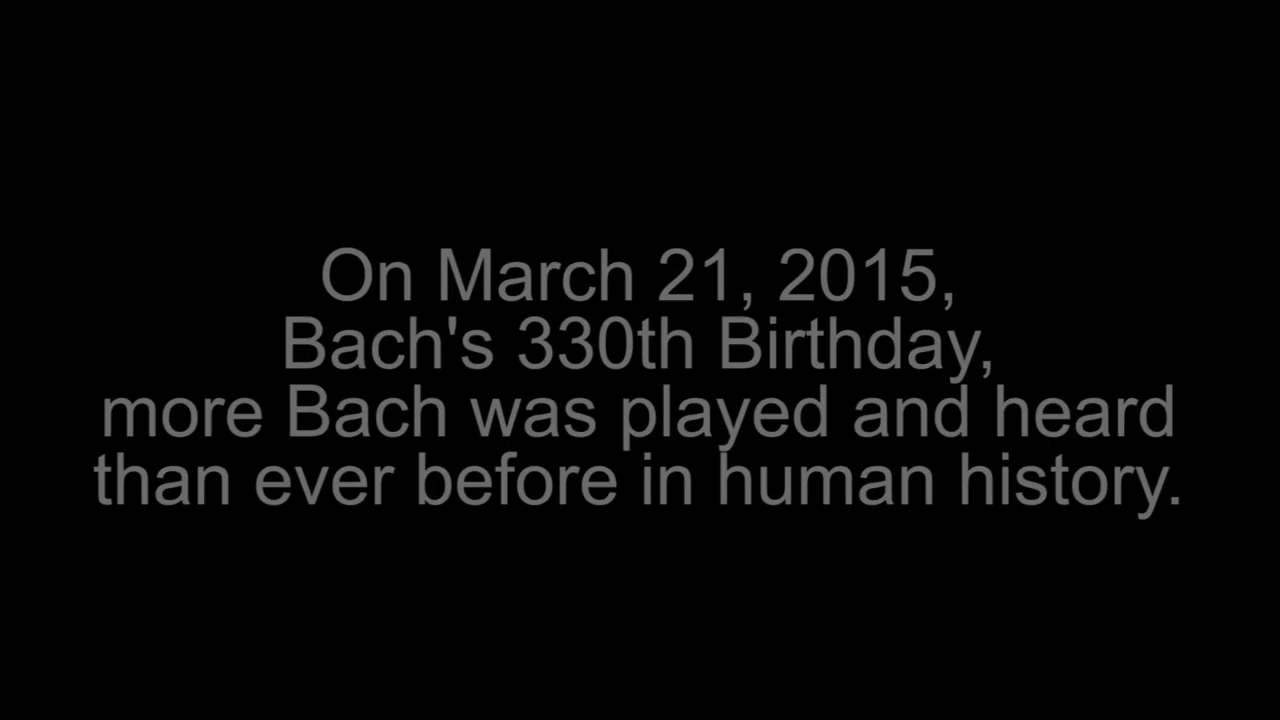 On March 21, 2015,
Bach's 330th Birthday,
more Bach was played and heard
than ever before in human history.